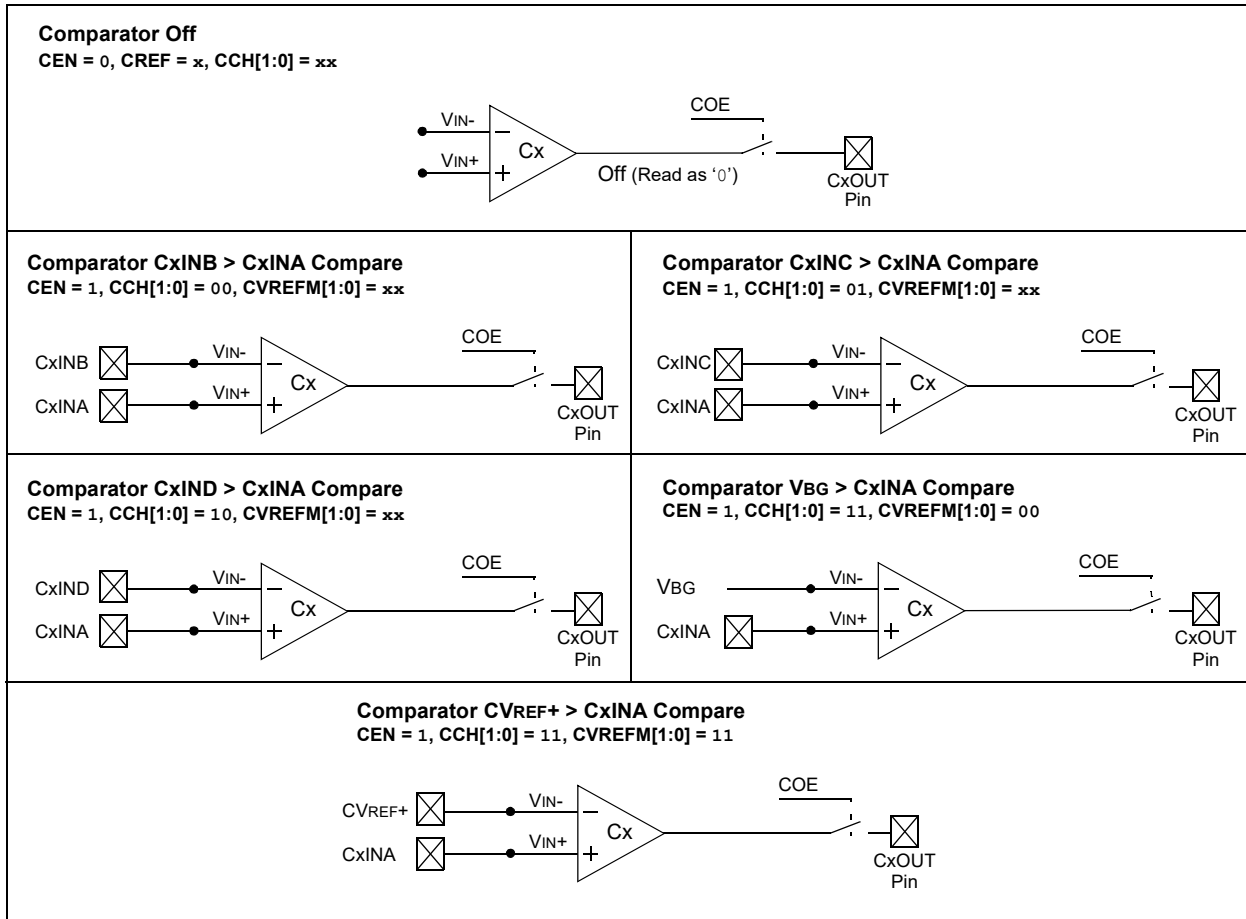 Comparator Off
CEN = 0, CREF = x, CCH[1:0] = xx
COE
VIN-
VIN+
−
+
Cx
Off (Read as ‘0’)
CxOUT
Pin
Comparator CxINB > CxINA Compare
CEN = 1, CCH[1:0] = 00, CVREFM[1:0] = xx
COE
CxINB
VIN-
−
Cx
CxINA
VIN+
+
CxOUT
Pin
Comparator CxINC > CxINA Compare
CEN = 1, CCH[1:0] = 01, CVREFM[1:0] = xx
COE
CxINC
VIN-
−
Cx
CxINA
VIN+
+
CxOUT
Pin
Comparator CxIND > CxINA Compare
CEN = 1, CCH[1:0] = 10, CVREFM[1:0] = xx
COE
CxIND
VIN-
−
Cx
CxINA
VIN+
+
CxOUT
Pin
Comparator VBG > CxINA Compare
CEN = 1, CCH[1:0] = 11, CVREFM[1:0] = 00
COE
VBG
VIN-
−
Cx
CxINA
VIN+
+
CxOUT
Pin
Comparator CVREF+ > CxINA Compare
CEN = 1, CCH[1:0] = 11, CVREFM[1:0] = 11
COE
CVREF+
VIN-
−
Cx
CxINA
VIN+
+
CxOUT
Pin